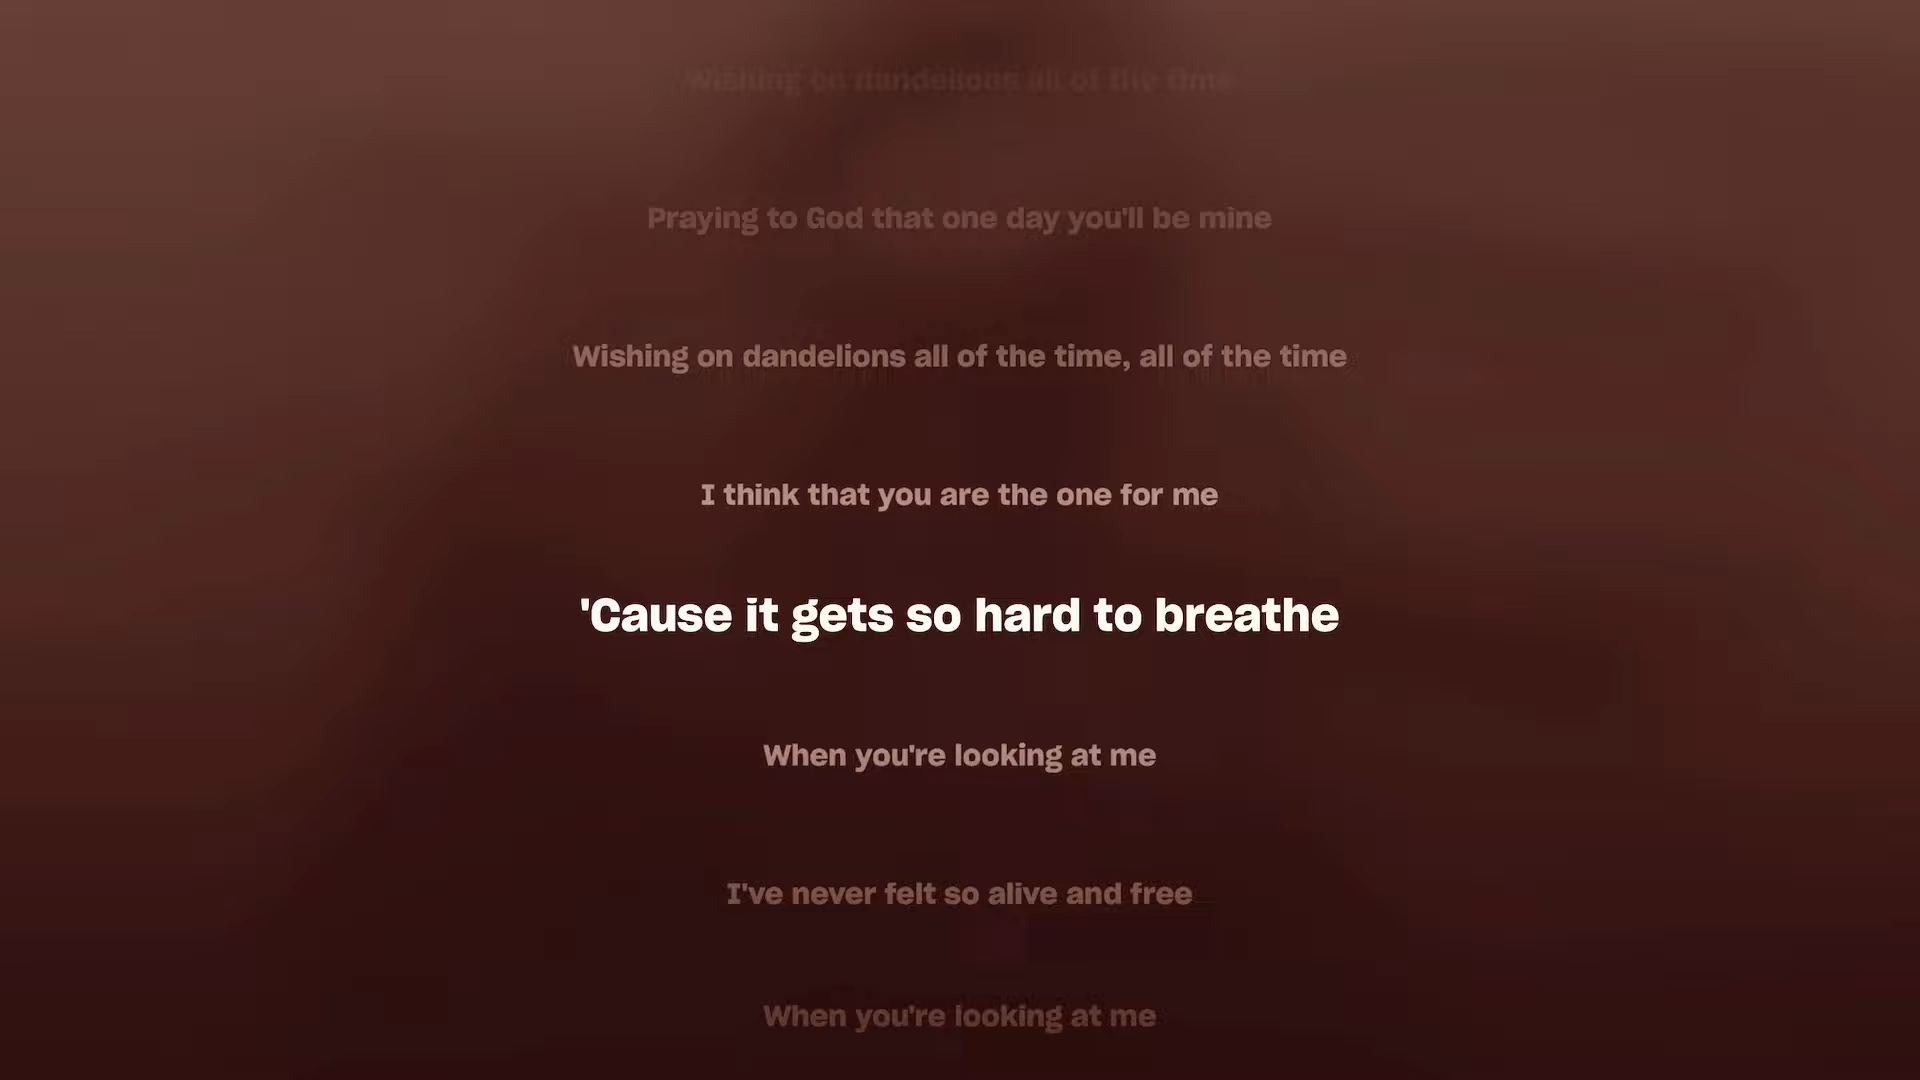 Wishing on dandelions all of the time
Praying to God that one day you'll be mine
Wishing on dandelions all of the time, all of the time
I think that you are the one for me
'Cause it gets so hard to breathe
When you're looking at me
I've never felt so alive and free
When you're looking at me